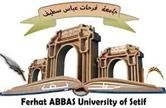 جامعة فرحات عباس سطيف
Ferhat ABBAS University of Setif